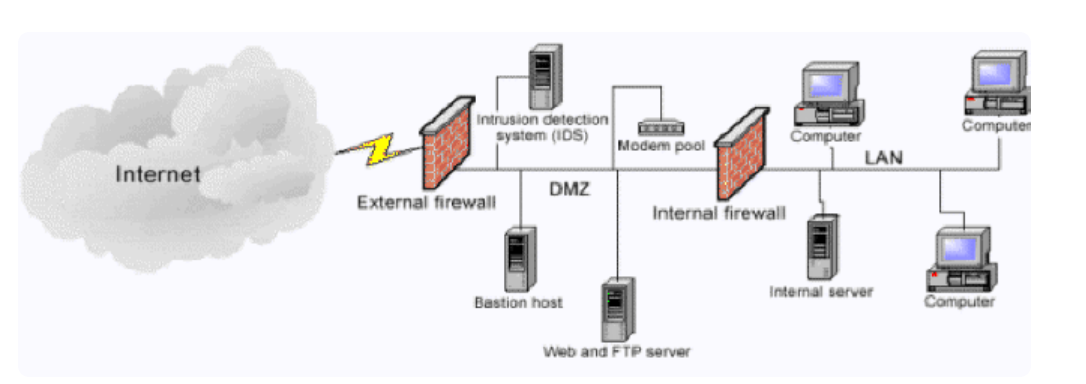 Internet
External firewall
Intrusion detection
system (IDS)
Modem pool
DMZ
Bastion host
Web and FTP server
Internal firewall
Computer
LAN
Computer
Internal server
Computer